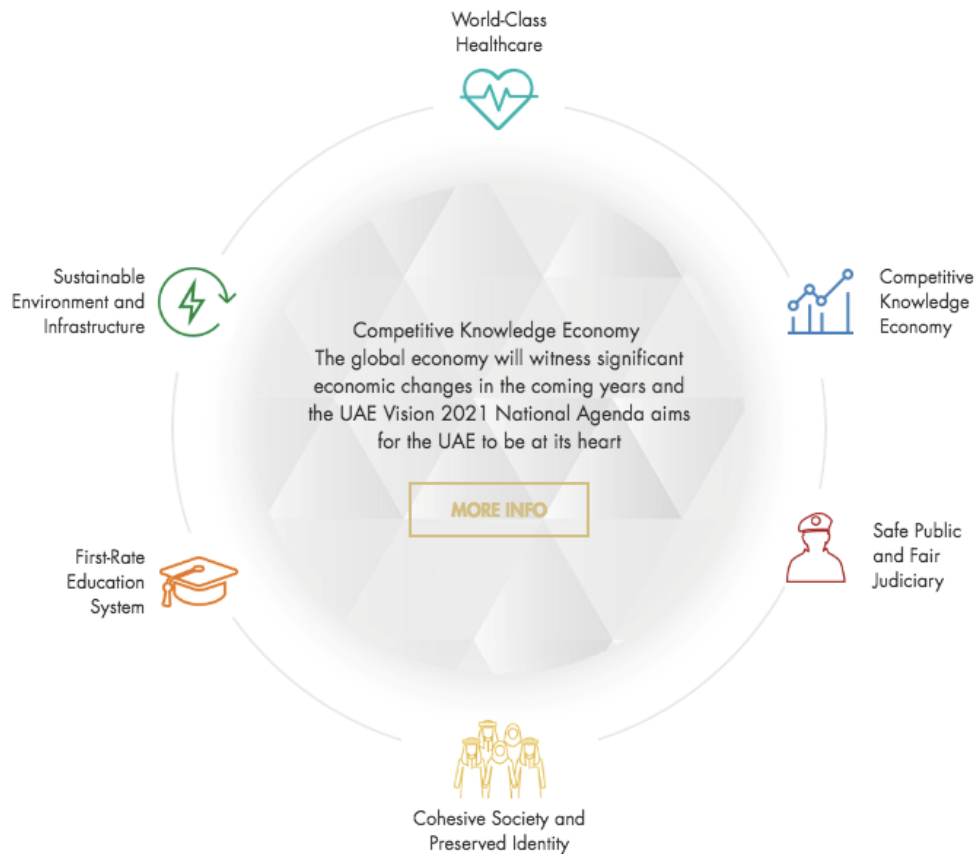 World-Class
Healthcare
Sustainable
Environment and
Infrastructure
Competitive
Knowledge
Economy
Competitive Knowledge Economy
The global economy will witness significant
economic changes in the coming years and
the UAE Vision 2021 National Agenda aims
for the UAE to be at its heart
MORE INFO
First-Rate
Education
System
Safe Public
and Fair
Judiciary
Cohesive Society and
Preserved Identity